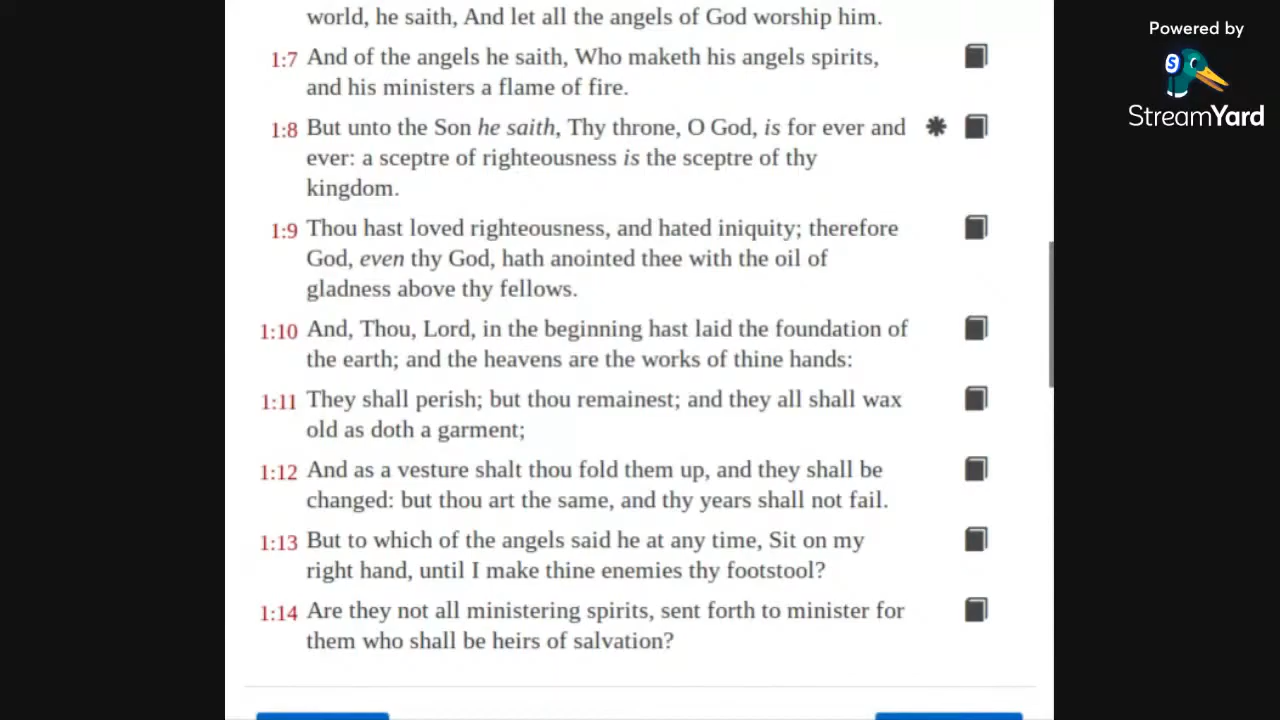 world, he saith, And let all the angels of God worship him.
1:7 And of the angels he saith, Who maketh his angels spirits,
and his ministers a flame of fire.
1:8 But unto the Son he saith, Thy throne, O God, is for ever and
ever: a sceptre of righteousness is the sceptre of thy
kingdom.
1:9 Thou hast loved righteousness, and hated iniquity; therefore
God, even thy God, hath anointed thee with the oil of
gladness above thy fellows.
1:10 And, Thou, Lord, in the beginning hast laid the foundation of
the earth; and the heavens are the works of thine hands:
1:11 They shall perish; but thou remainest; and they all shall wax
old as doth a garment;
1:12 And as a vesture shalt thou fold them up, and they shall be
changed: but thou art the same, and thy years shall not fail.
1:13 But to which of the angels said he at any time, Sit on my
right hand, until I make thine enemies thy footstool?
1:14 Are they not all ministering spirits, sent forth to minister for
them who shall be heirs of salvation?
Powered by
S
StreamYard